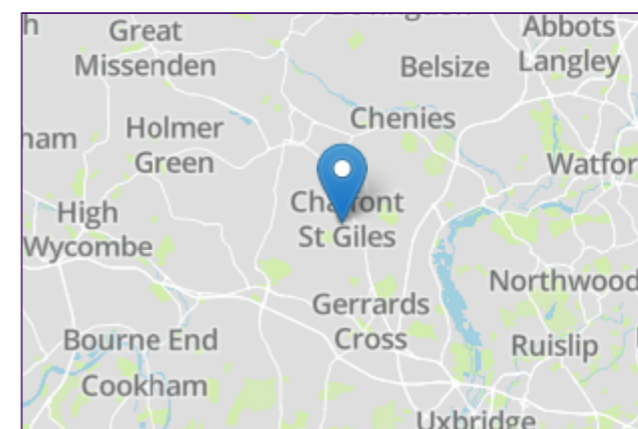 Great
Missenden
Abbots
Langley
Belsize
Chenies
Holmer
Green
Watfor
Chalfont
St Giles
High
Wycombe
Northwood
Gerrards
Cross
Bourne End
Ruislip
Cookham
Uxbridge